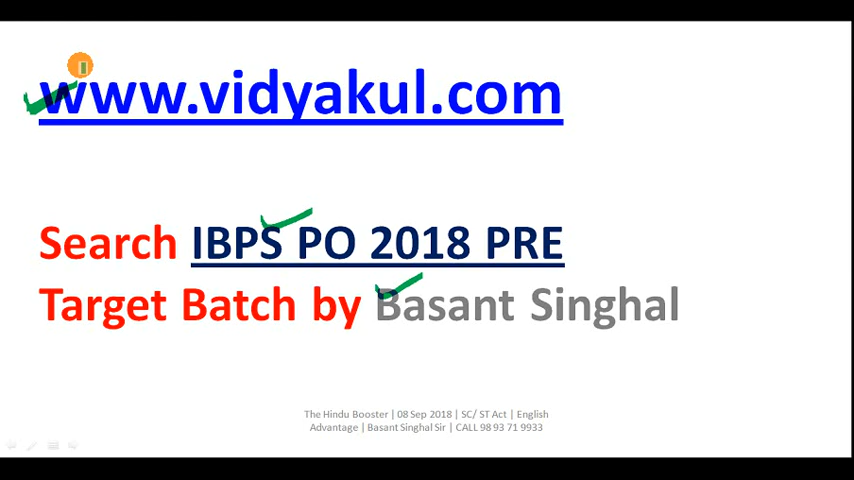 www.vidyakul.com
Search IBPS PO 2018 PRE
Target Batch by Basant Singhal
The Hindu Booster | 08 Sep 2018 | SC/ ST Act | English
Advantage | Basant Singhal Sir | CALL 98 93 71 9933